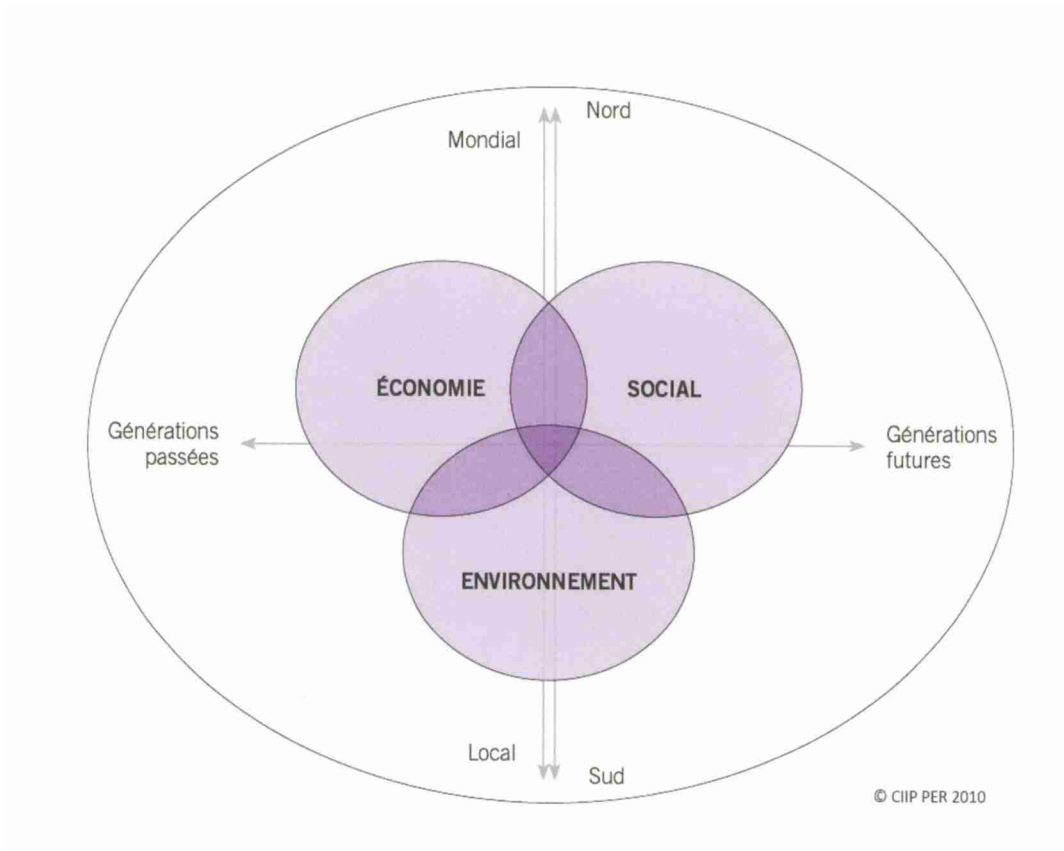 Nord
Mondial
ÉCONOMIE
SOCIAL
Générations
passées
Générations
futures
ENVIRONNEMENT
Local
Sud
© CIIP PER 2010